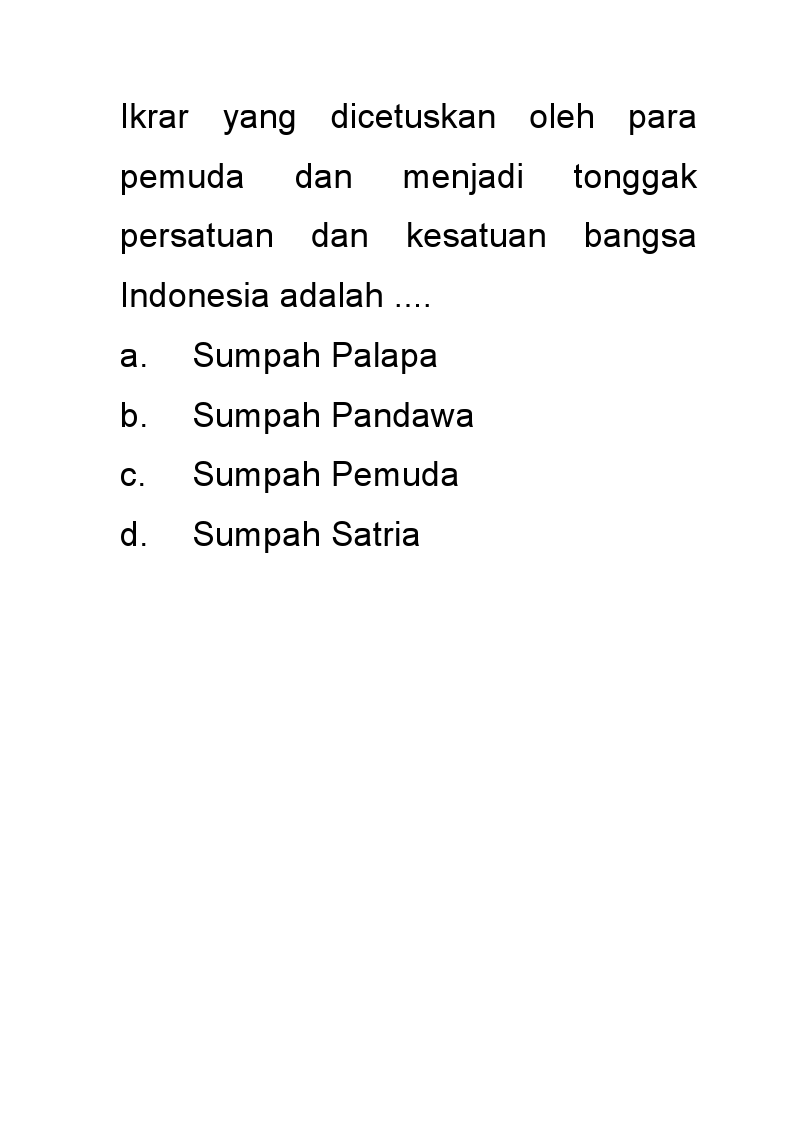 Ikrar yang dicetuskan oleh para
pemuda dan menjadi tonggak
persatuan dan kesatuan bangsa
Indonesia adalah ....
a. Sumpah Palapa
b. Sumpah Pandawa
c. Sumpah Pemuda
d. Sumpah Satria